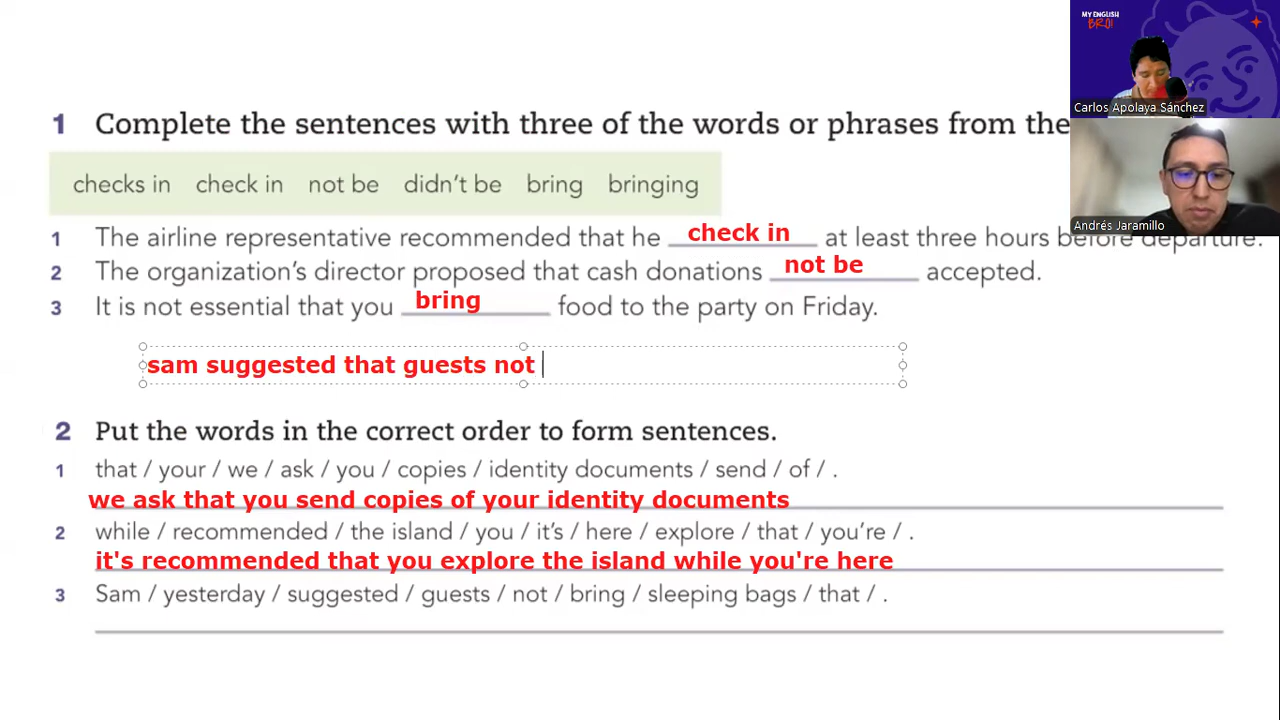 MY ENGLISH
BRO!
Carlos Apolaya Sánchez
Andrés Jaramillo
1 Complete the sentences with three of the words or phrases from the
checks in check in not be didn't be bring bringing
1 The airline representative recommended that he check in at least three hours before departure.
2 The organization's director proposed that cash donations not be accepted.
3 It is not essential that you bring food to the party on Friday.
sam suggested that guests not
2 Put the words in the correct order to form sentences.
1 that / your / we / ask / you / copies / identity documents / send / of / .
we ask that you send copies of your identity documents
2 while / recommended / the island / you / it's / here / explore / that / you're / .
it's recommended that you explore the island while you're here
3 Sam / yesterday / suggested / guests / not / bring / sleeping bags / that / .